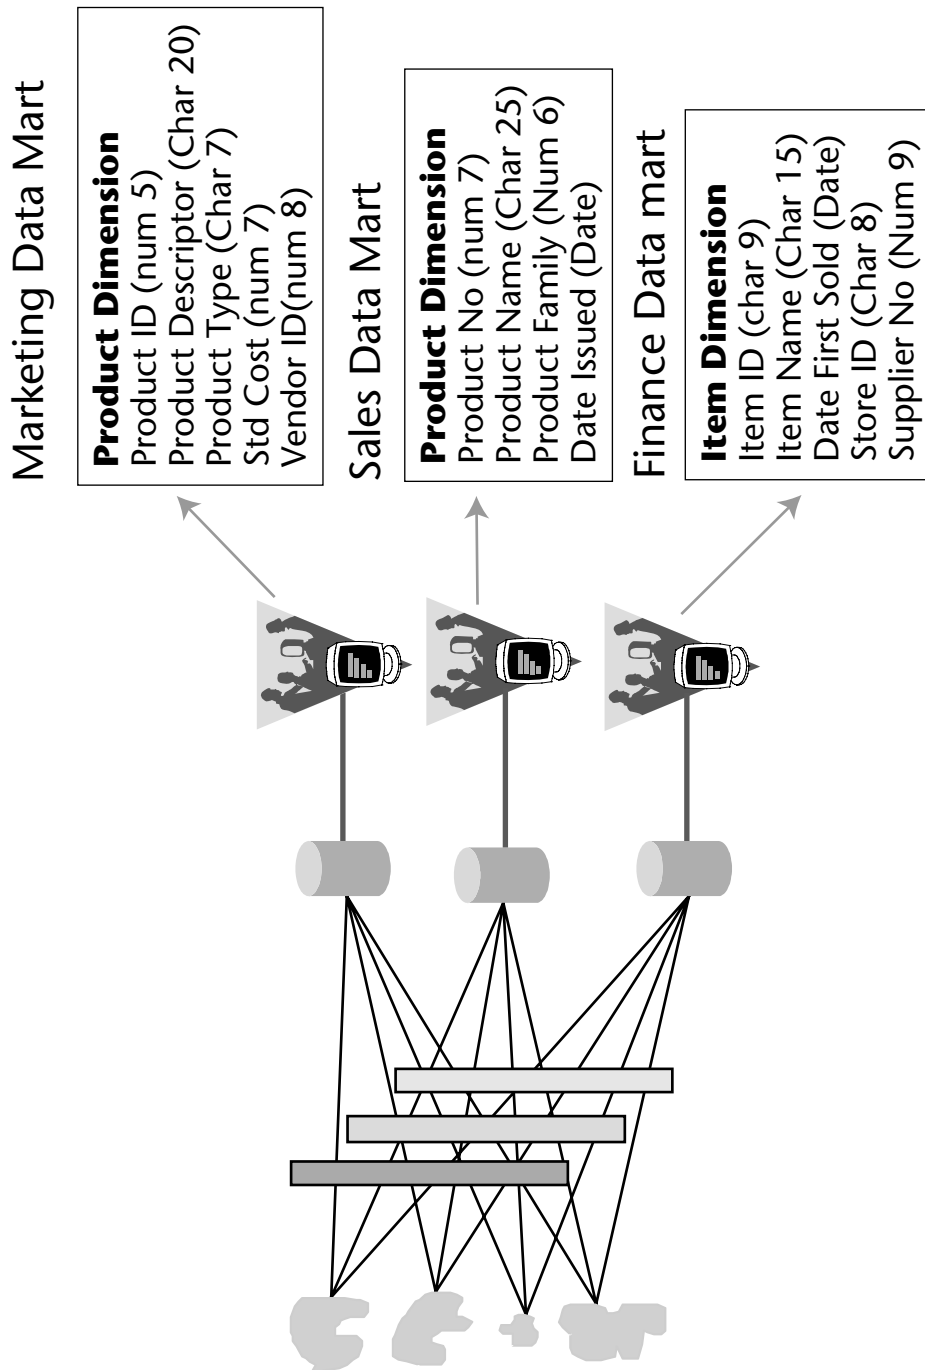 Marketing Data Mart
Product Dimension
Product ID (num 5)
Product Descriptor (Char 20)
Product Type (Char 7)
Std Cost (num 7)
Vendor ID(num 8)
Sales Data Mart
Product Dimension
Product No (num 7)
Product Name (Char 25)
Product Family (Num 6)
Date Issued (Date)
Finance Data mart
Item Dimension
Item ID (char 9)
Item Name (Char 15)
Date First Sold (Date)
Store ID (Char 8)
Supplier No (Num 9)